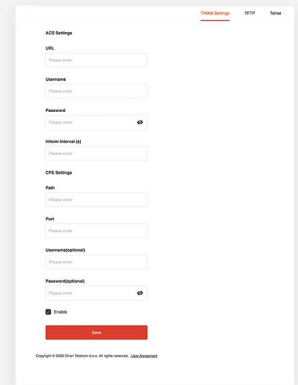 TR069 Settings TFTP Telnet
ACS Settings
URL
Please enter
Username
Please enter
Password
Please enter
Inform Interval (s)
Please enter
CPE Settings
Path
Please enter
Port
Please enter
Username(optional)
Please enter
Password(optional)
Please enter
Enable
Save
Copyright © 2020 Orion Telekom d.o.o. All rights reserved. User Agreement